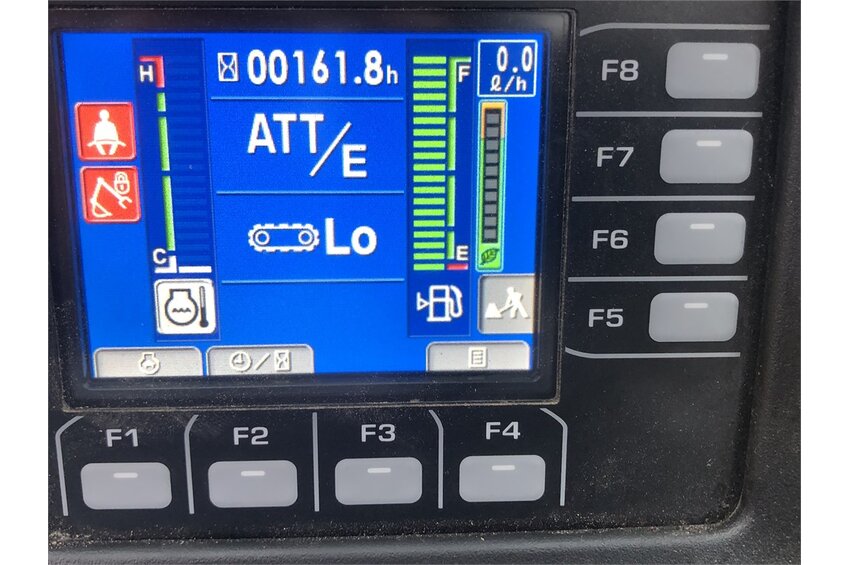 H
00161.8h
F
0.0
ℓ/h
ATT/E
Lo
C
E
F8
F7
F6
F5
F1
F2
F3
F4